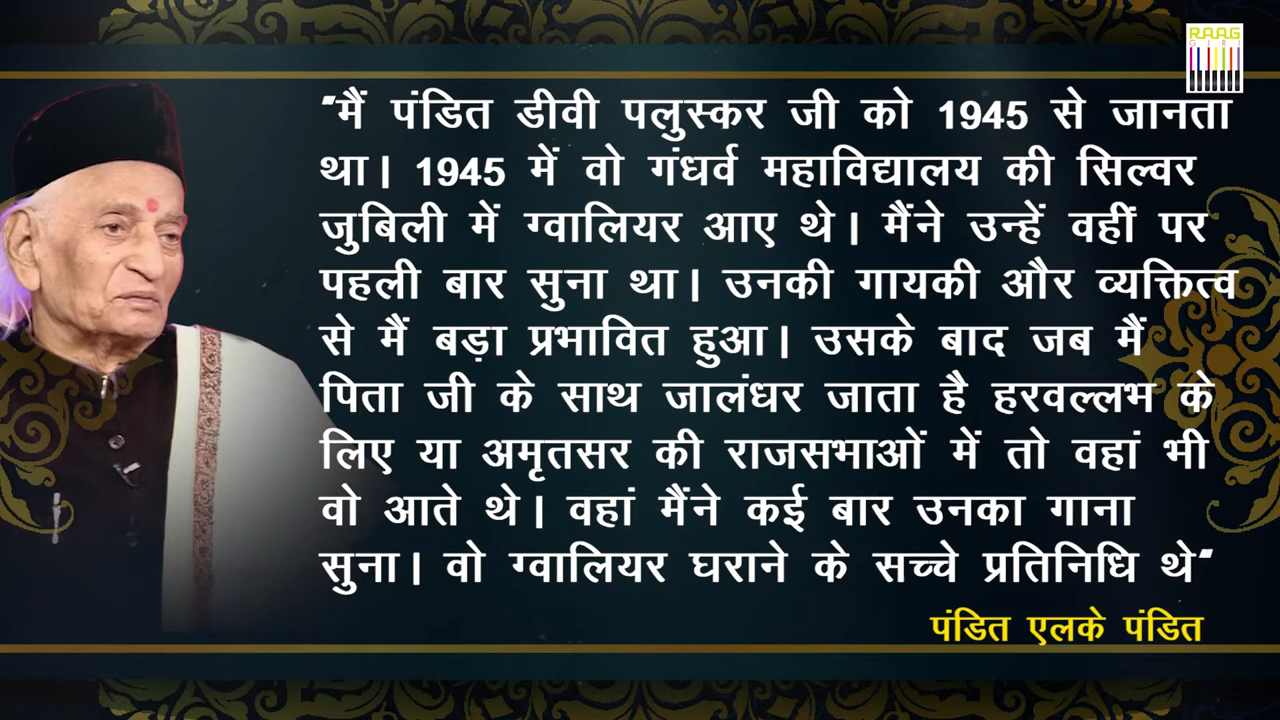 RAAG
GIRI
"मैं पंडित डीवी पलुस्कर जी को 1945 से जानता
था। 1945 में वो गंधर्व महाविद्यालय की सिल्वर
जुबिली में ग्वालियर आए थे। मैंने उन्हें वहीं पर
पहली बार सुना था। उनकी गायकी और व्यक्तित्व
से मैं बड़ा प्रभावित हुआ। उसके बाद जब मैं
पिता जी के साथ जालंधर जाता है हरवल्लभ के
लिए या अमृतसर की राजसभाओं में तो वहां भी
वो आते थे। वहां मैंने कई बार उनका गाना
सुना। वो ग्वालियर घराने के सच्चे प्रतिनिधि थे"
पंडित एलके पंडित